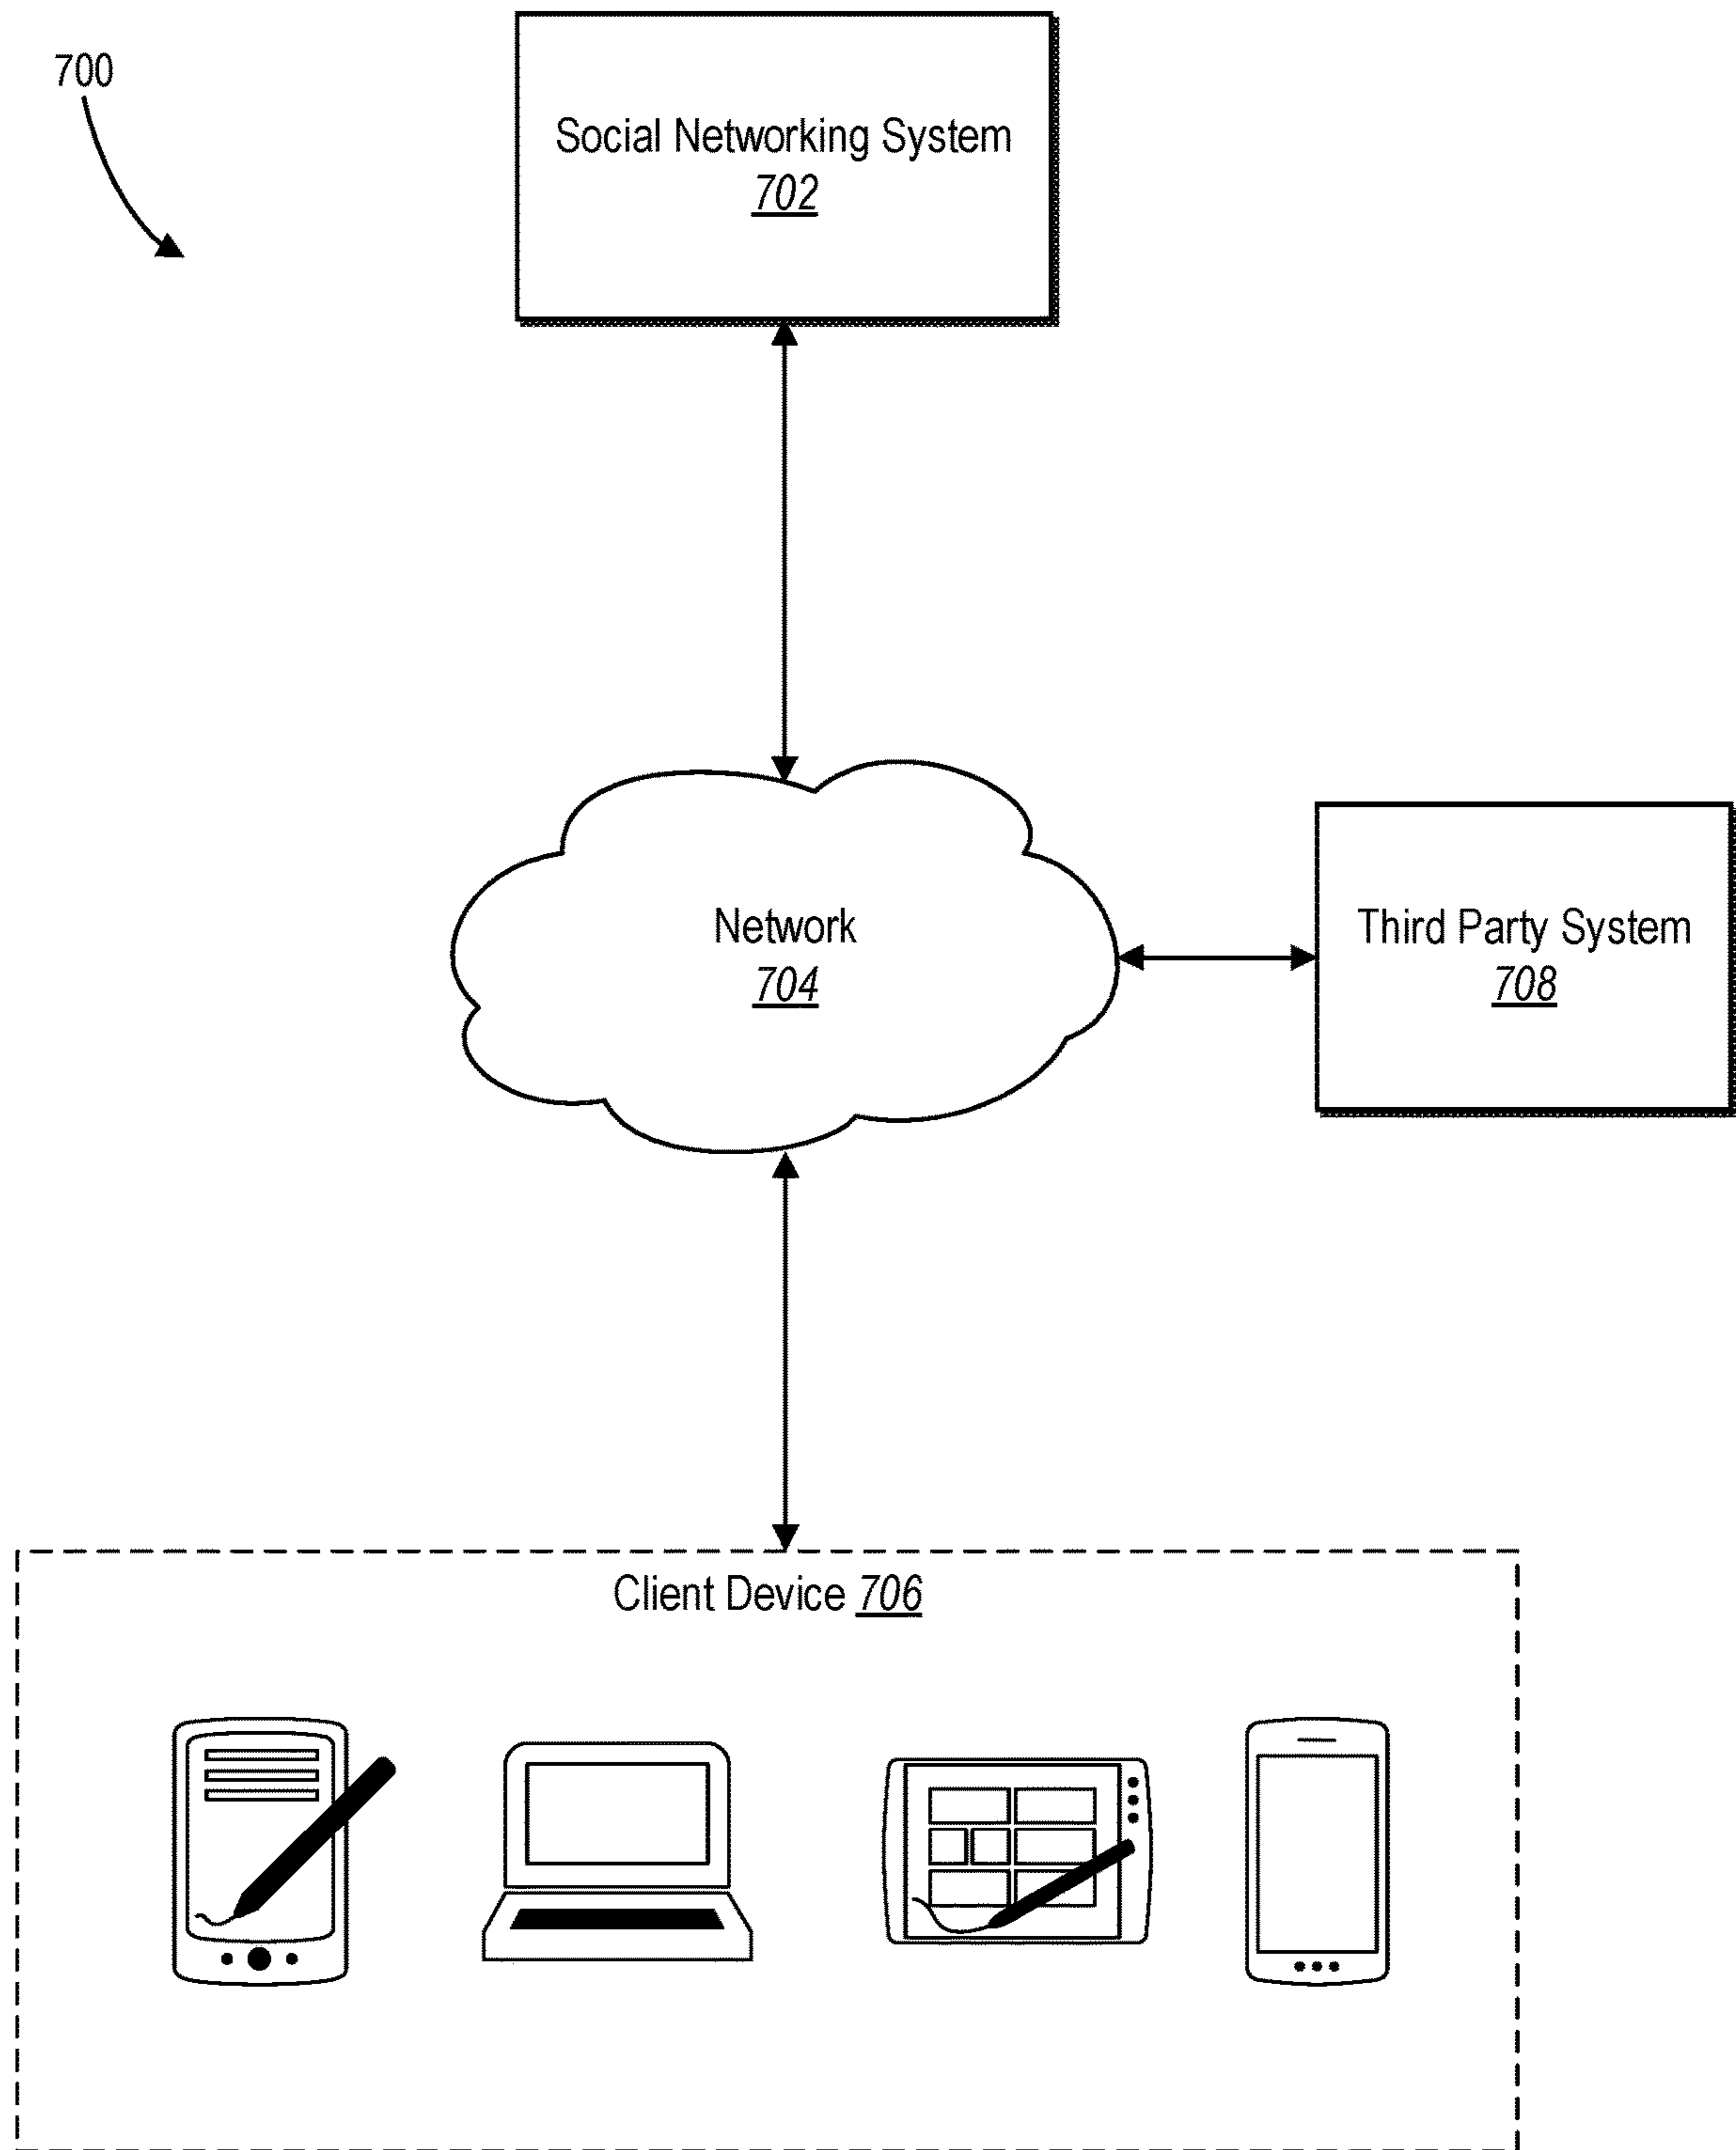 700
Social Networking System
702
Network
704
Third Party System
708
Client Device 706